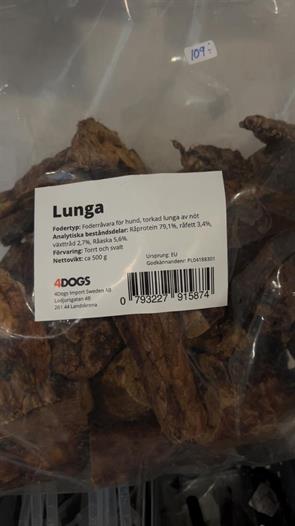 109:-
Lunga
Fodertyp: Foderråvara för hund, torkad lunga av nöt
Analytiska beståndsdelar: Råprotein 79,1%, råfett 3,4%,
växttråd 2,7%, Råaska 5,6%.
Förvaring: Torrt och svalt
Nettovikt: ca 500 g
Ursprung: EU
Godkännandenr: PL04188301
4DOGS
4Dogs Import Sweden AB
Lodjursgatan 4B
261 44 Landskrona
0 793227 915874